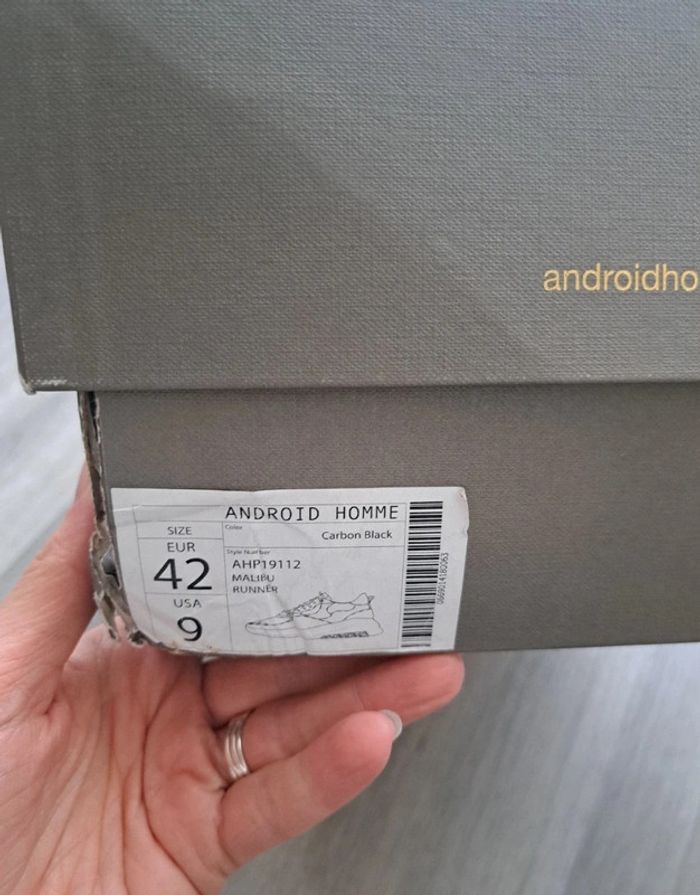 androidho
ANDROID HOMME
SIZE
EUR
42
USA
9
Color
Carbon Black
Style Number
AHP19112
MALIBU
RUNNER